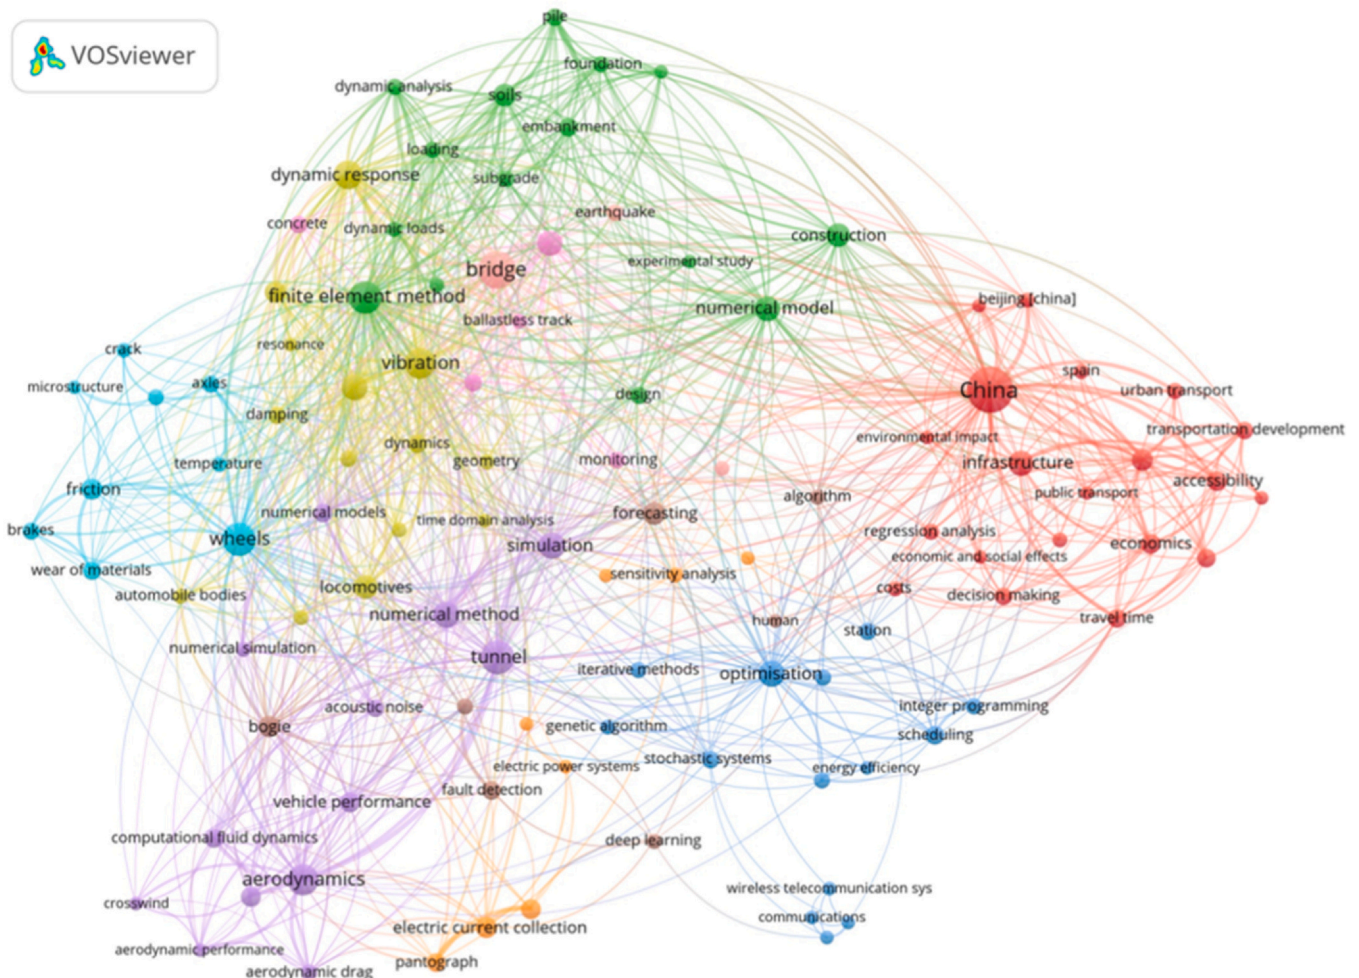 VOSviewer
pile
foundation
dynamic analysis
soils
embankment
loading
dynamic response
subgrade
earthquake
concrete
dynamic loads
construction
experimental study
bridge
finite element method
beijing [china]
numerical model
ballastless track
resonance
crack
vibration
spain
microstructure
axles
China
urban transport
design
damping
transportation development
environmental impact
dynamics
geometry
monitoring
temperature
infrastructure
accessibility
friction
public transport
algorithm
numerical models
forecasting
time domain analysis
brakes
regression analysis
wheels
simulation
economics
economic and social effects
wear of materials
sensitivity analysis
locomotives
costs
automobile bodies
decision making
numerical method
human
travel time
station
numerical simulation
tunnel
iterative methods
optimisation
acoustic noise
integer programming
bogie
genetic algorithm
scheduling
stochastic systems
electric power systems
energy efficiency
fault detection
vehicle performance
computational fluid dynamics
deep learning
aerodynamics
wireless telecommunication sys
crosswind
communications
electric current collection
aerodynamic performance
pantograph
aerodynamic drag